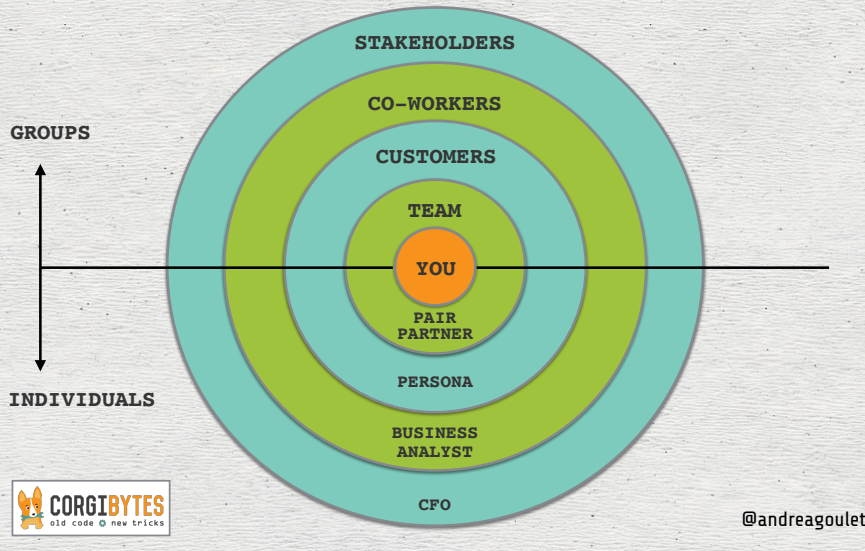 STAKEHOLDERS
CO-WORKERS
GROUPS
CUSTOMERS
TEAM
YOU
PAIR
PARTNER
PERSONA
INDIVIDUALS
BUSINESS
ANALYST
CFO
CORGIBYTES
old code new tricks
@andreagoulet